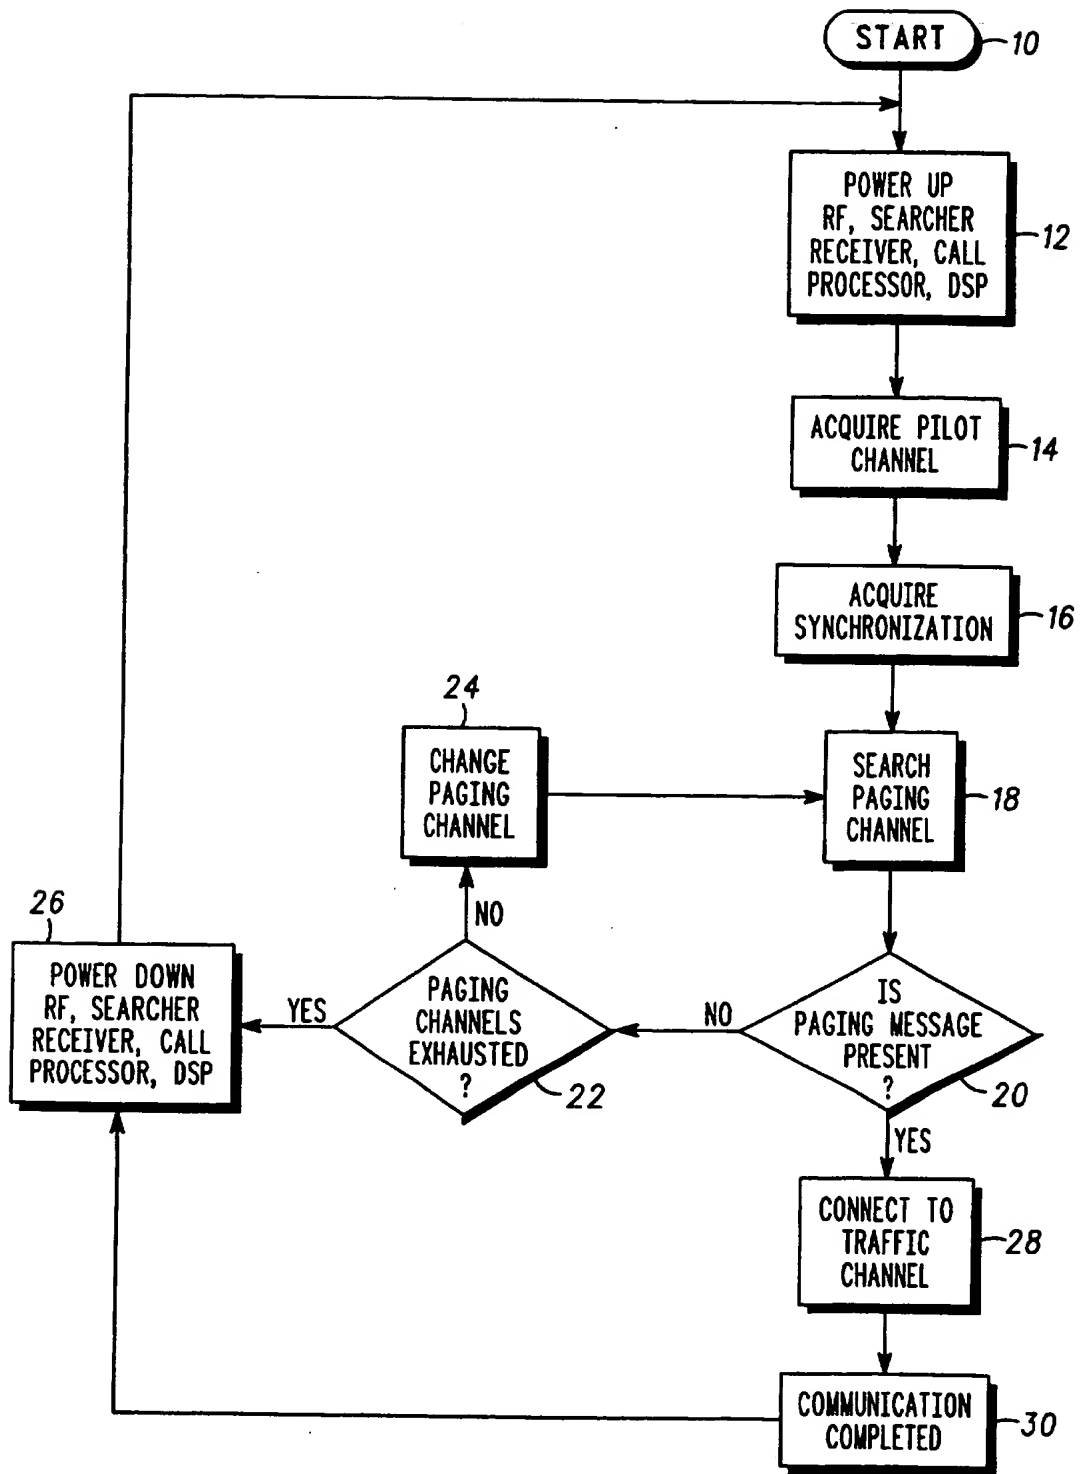 START
10
POWER UP
RF, SEARCHER
RECEIVER, CALL
PROCESSOR, DSP
12
ACQUIRE PILOT
CHANNEL
14
ACQUIRE
SYNCHRONIZATION
16
24
CHANGE
PAGING
CHANNEL
SEARCH
PAGING
CHANNEL
18
NO
26
POWER DOWN
RF, SEARCHER
RECEIVER, CALL
PROCESSOR, DSP
YES
PAGING
CHANNELS
EXHAUSTED
?
22
NO
IS
PAGING MESSAGE
PRESENT
?
20
YES
CONNECT TO
TRAFFIC
CHANNEL
28
COMMUNICATION
COMPLETED
30